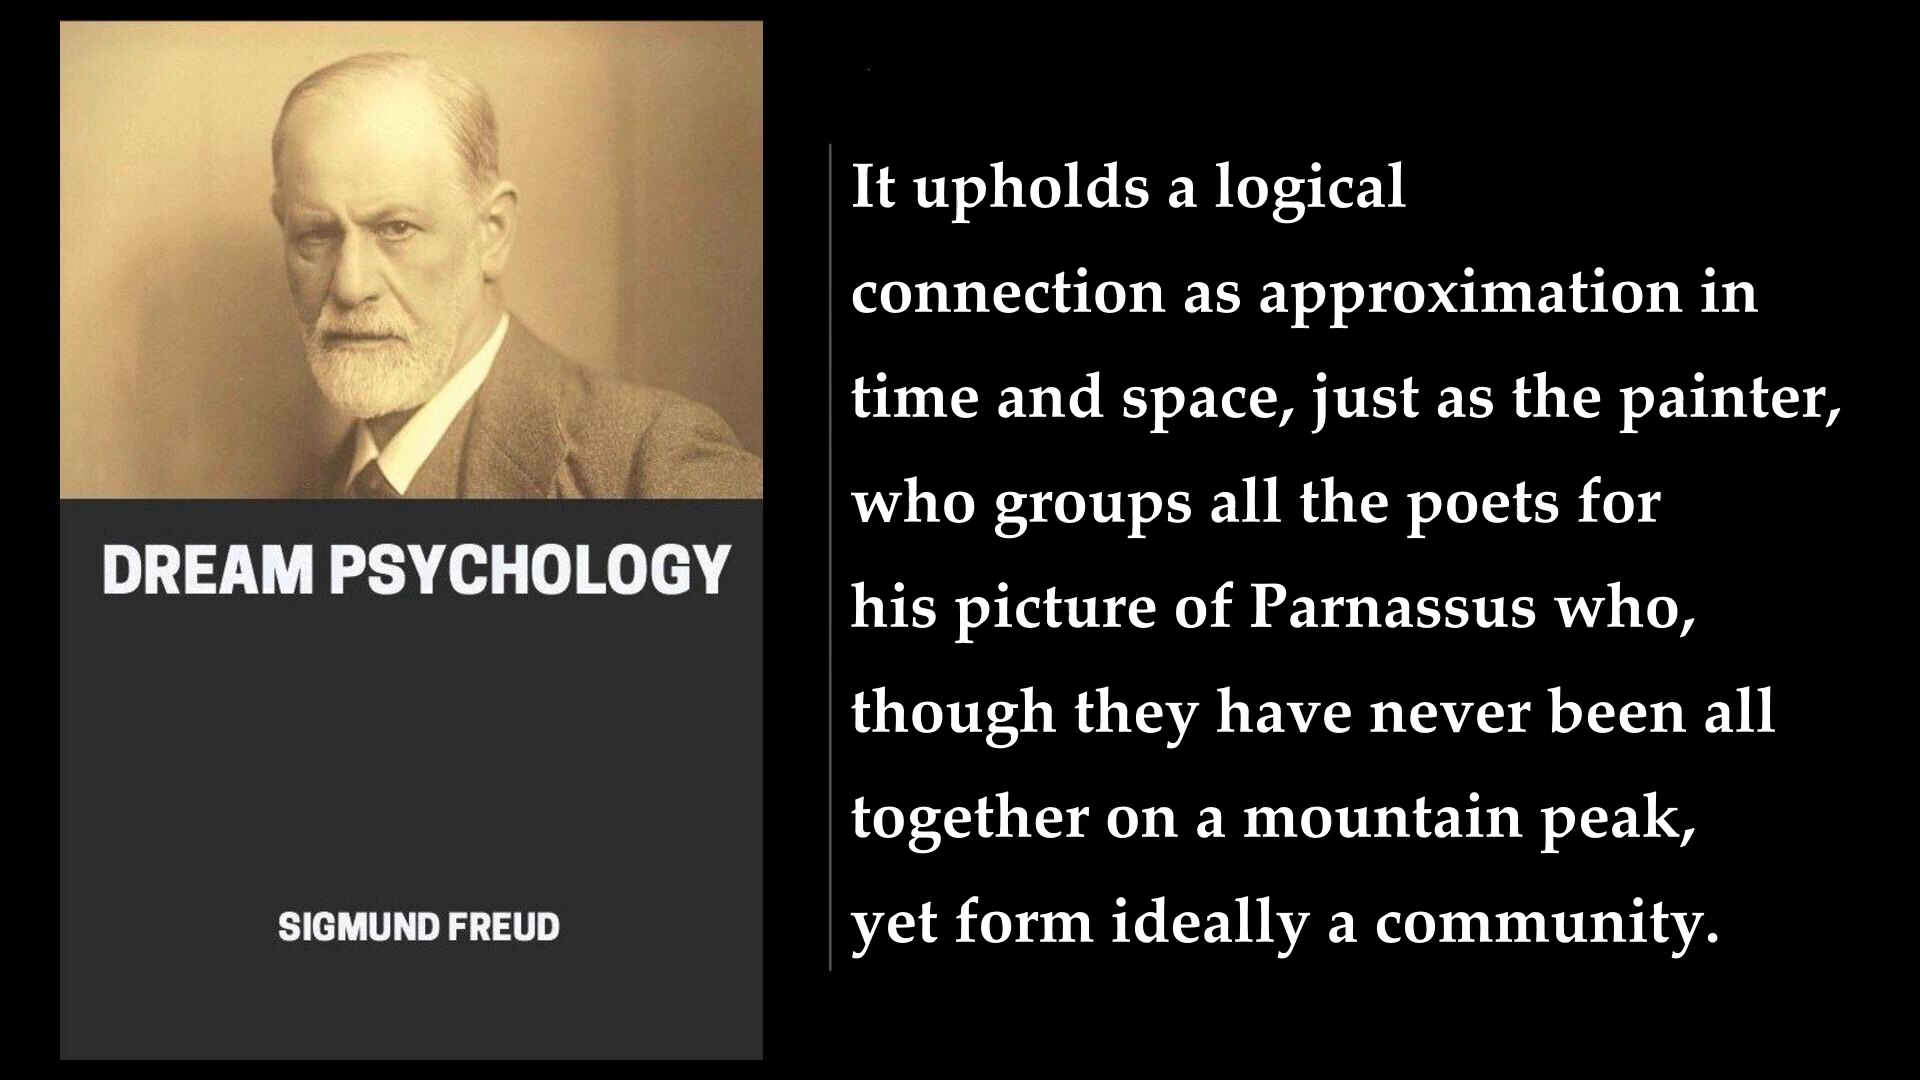 DREAM PSYCHOLOGY
SIGMUND FREUD
It upholds a logical
connection as approximation in
time and space, just as the painter,
who groups all the poets for
his picture of Parnassus who,
though they have never been all
together on a mountain peak,
yet form ideally a community.